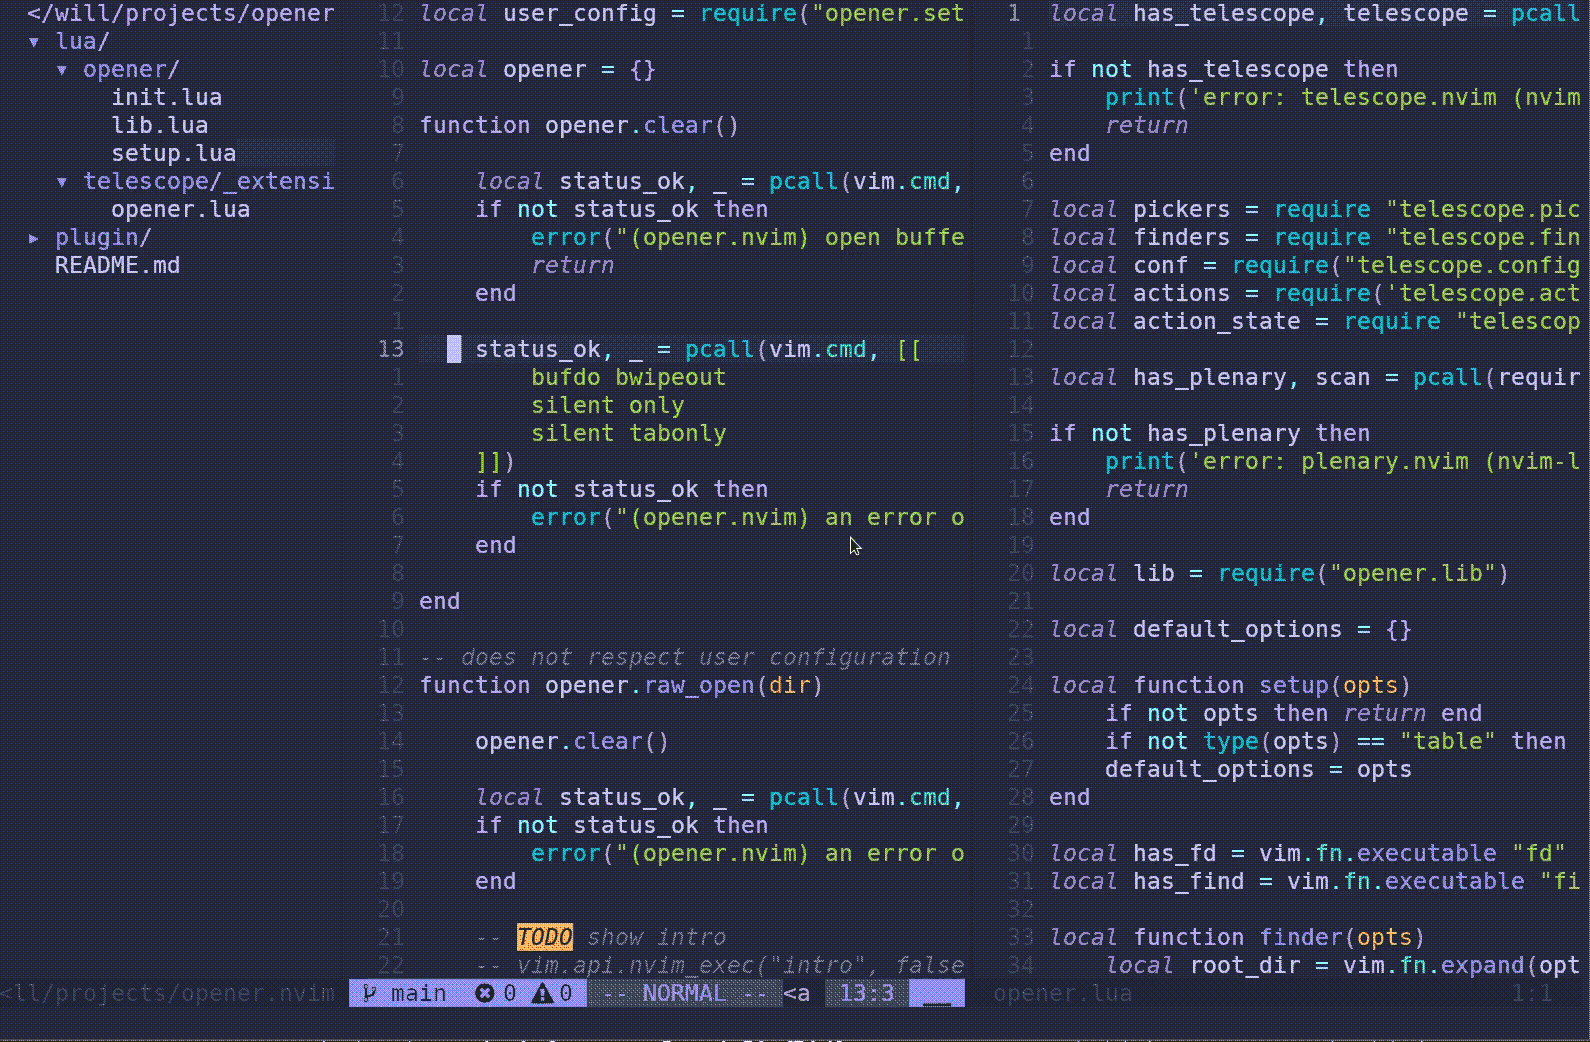 </will/projects/opener
▾ lua/
▾ opener/
init.lua
lib.lua
setup.lua
▾ telescope/_extensi
opener.lua
▸ plugin/
README.md
<ll/projects/opener.nvim
12 local user_config = require("opener.set
11
10 local opener = {}
9
8 function opener.clear()
7
6 local status_ok, _ = pcall(vim.cmd,
5 if not status_ok then
4 error("(opener.nvim) open buffe
3 return
2 end
1
13 status_ok, _ = pcall(vim.cmd, [[
1 bufdo bwipeout
2 silent only
3 silent tabonly
4 ]])
5 if not status_ok then
6 error("(opener.nvim) an error o
7 end
8
9 end
10
11 -- does not respect user configuration
12 function opener.raw_open(dir)
13
14 opener.clear()
15
16 local status_ok, _ = pcall(vim.cmd,
17 if not status_ok then
18 error("(opener.nvim) an error o
19 end
20
21 -- TODO show intro
22 -- vim.api.nvim_exec("intro", false
main 0 0 -- NORMAL -- <a 13:3 __
1 local has_telescope, telescope = pcall
1
2 if not has_telescope then
3 print('error: telescope.nvim (nvim
4 return
5 end
6
7 local pickers = require "telescope.pic
8 local finders = require "telescope.fin
9 local conf = require("telescope.config
10 local actions = require('telescope.act
11 local action_state = require "telescop
12
13 local has_plenary, scan = pcall(requir
14
15 if not has_plenary then
16 print('error: plenary.nvim (nvim-l
17 return
18 end
19
20 local lib = require("opener.lib")
21
22 local default_options = {}
23
24 local function setup(opts)
25 if not opts then return end
26 if not type(opts) == "table" then
27 default_options = opts
28 end
29
30 local has_fd = vim.fn.executable "fd"
31 local has_find = vim.fn.executable "fi
32
33 local function finder(opts)
34 local root_dir = vim.fn.expand(opt
opener.lua 1:1